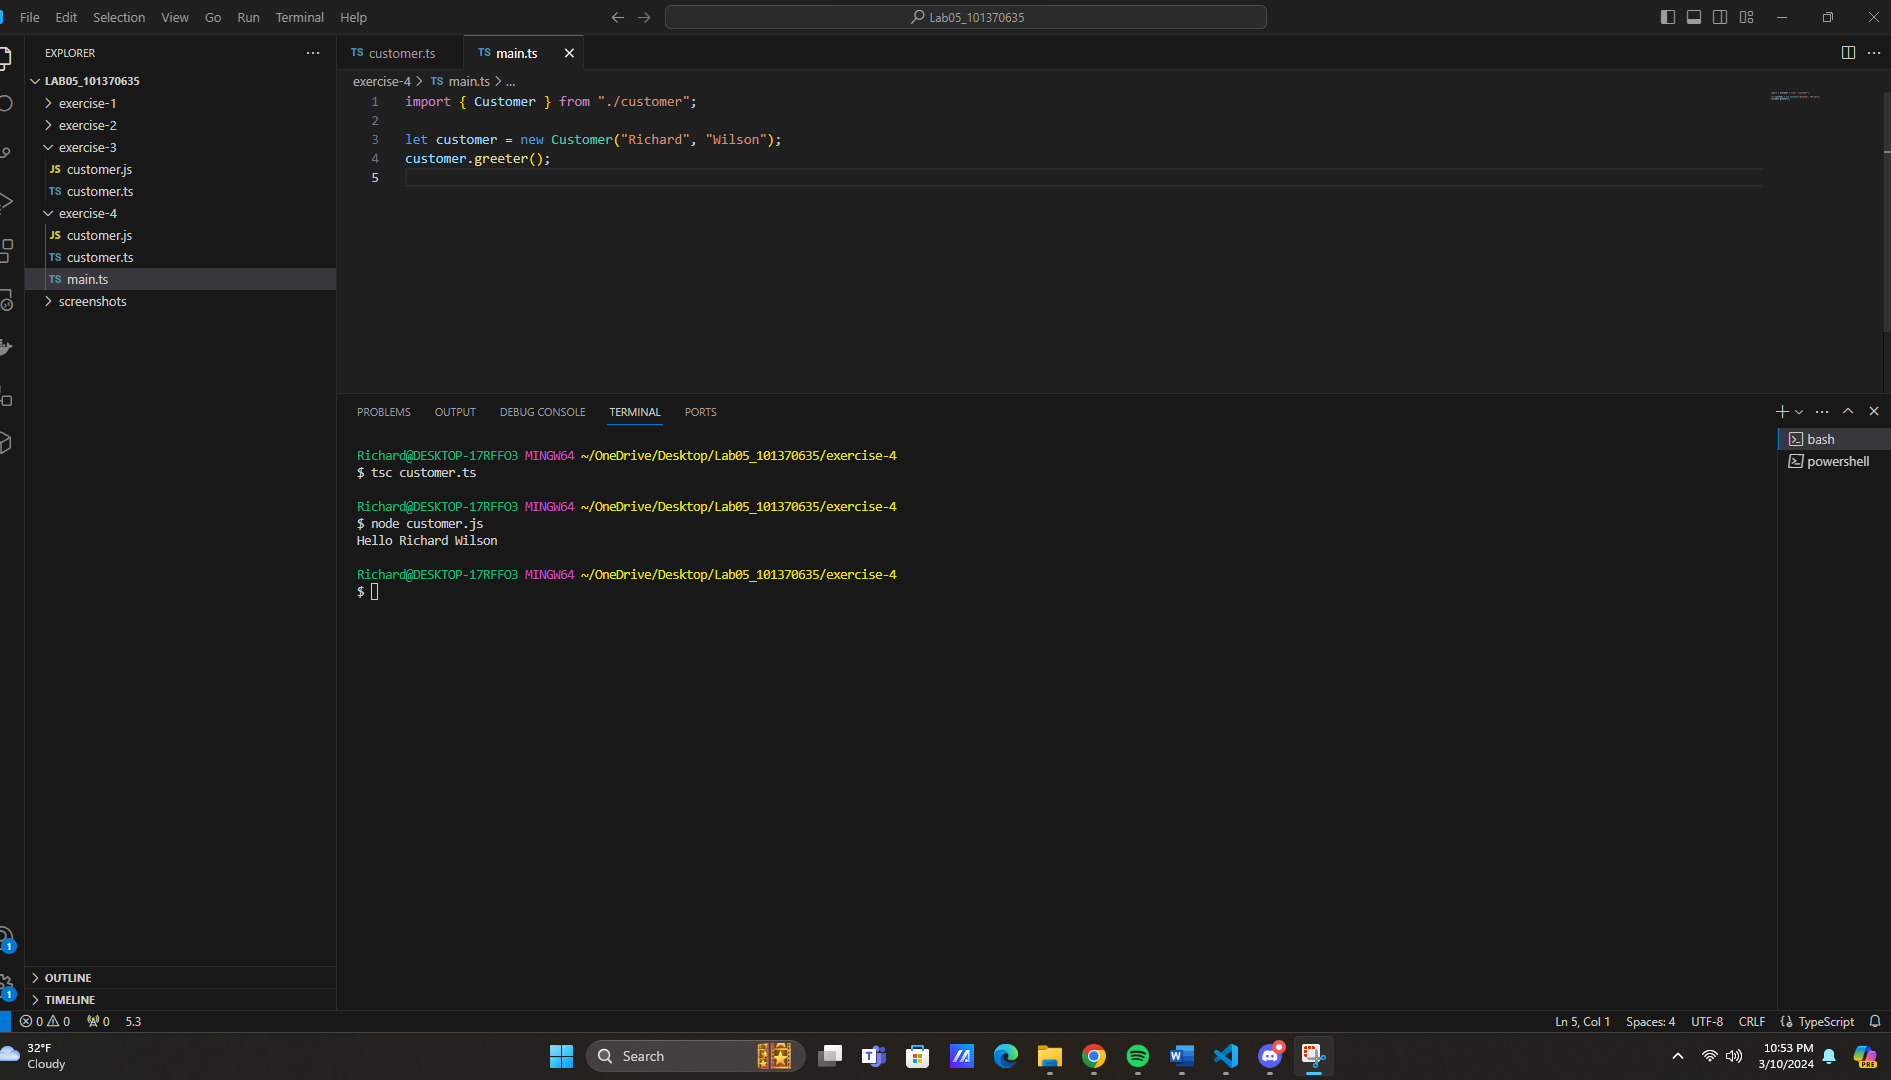 File Edit Selection View Go Run Terminal Help
Lab05_101370635
EXPLORER
LAB05_101370635
exercise-1
exercise-2
exercise-3
JS customer.js
TS customer.ts
exercise-4
JS customer.js
TS customer.ts
TS main.ts
screenshots
OUTLINE
TIMELINE
TS customer.ts TS main.ts
exercise-4 > TS main.ts > ...
1 import { Customer } from "./customer";
2
3 let customer = new Customer("Richard", "Wilson");
4 customer.greeter();
5
PROBLEMS OUTPUT DEBUG CONSOLE TERMINAL PORTS
Richard@DESKTOP-17RFFO3 MINGW64 ~/OneDrive/Desktop/Lab05_101370635/exercise-4
$ tsc customer.ts
Richard@DESKTOP-17RFFO3 MINGW64 ~/OneDrive/Desktop/Lab05_101370635/exercise-4
$ node customer.js
Hello Richard Wilson
Richard@DESKTOP-17RFFO3 MINGW64 ~/OneDrive/Desktop/Lab05_101370635/exercise-4
$
bash
powershell
1
1
0 0 0 5.3
Ln 5, Col 1 Spaces: 4 UTF-8 CRLF TypeScript
32°F
Cloudy
Search
10:53 PM
3/10/2024
PRE